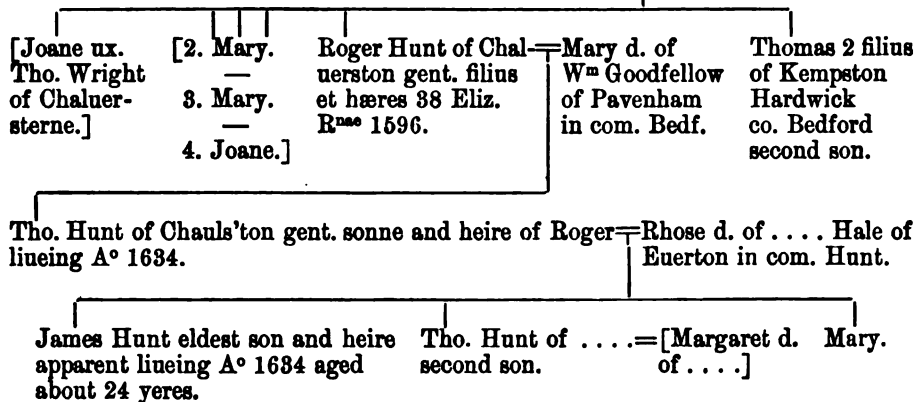 [Joane ux.
Tho. Wright
of Chaluer-
sterne.]
[2. Mary.
—
3. Mary.
—
4. Joane.]
Roger Hunt of Chal-
uerston gent. filius
et hæres 38 Eliz.
Rⁿᵃᵉ 1596.
Mary d. of
Wᵐ Goodfellow
of Pavenham
in com. Bedf.
Thomas 2 filius
of Kempston
Hardwick
co. Bedford
second son.
Tho. Hunt of Chauls'ton gent. sonne and heire of Roger
liueing Aᵒ 1634.
Rhose d. of . . . . Hale of
Euerton in com. Hunt.
James Hunt eldest son and heire
apparent liueing Aᵒ 1634 aged
about 24 yeres.
Tho. Hunt of . . . . = [Margaret d.
second son. of . . . .]
Mary.